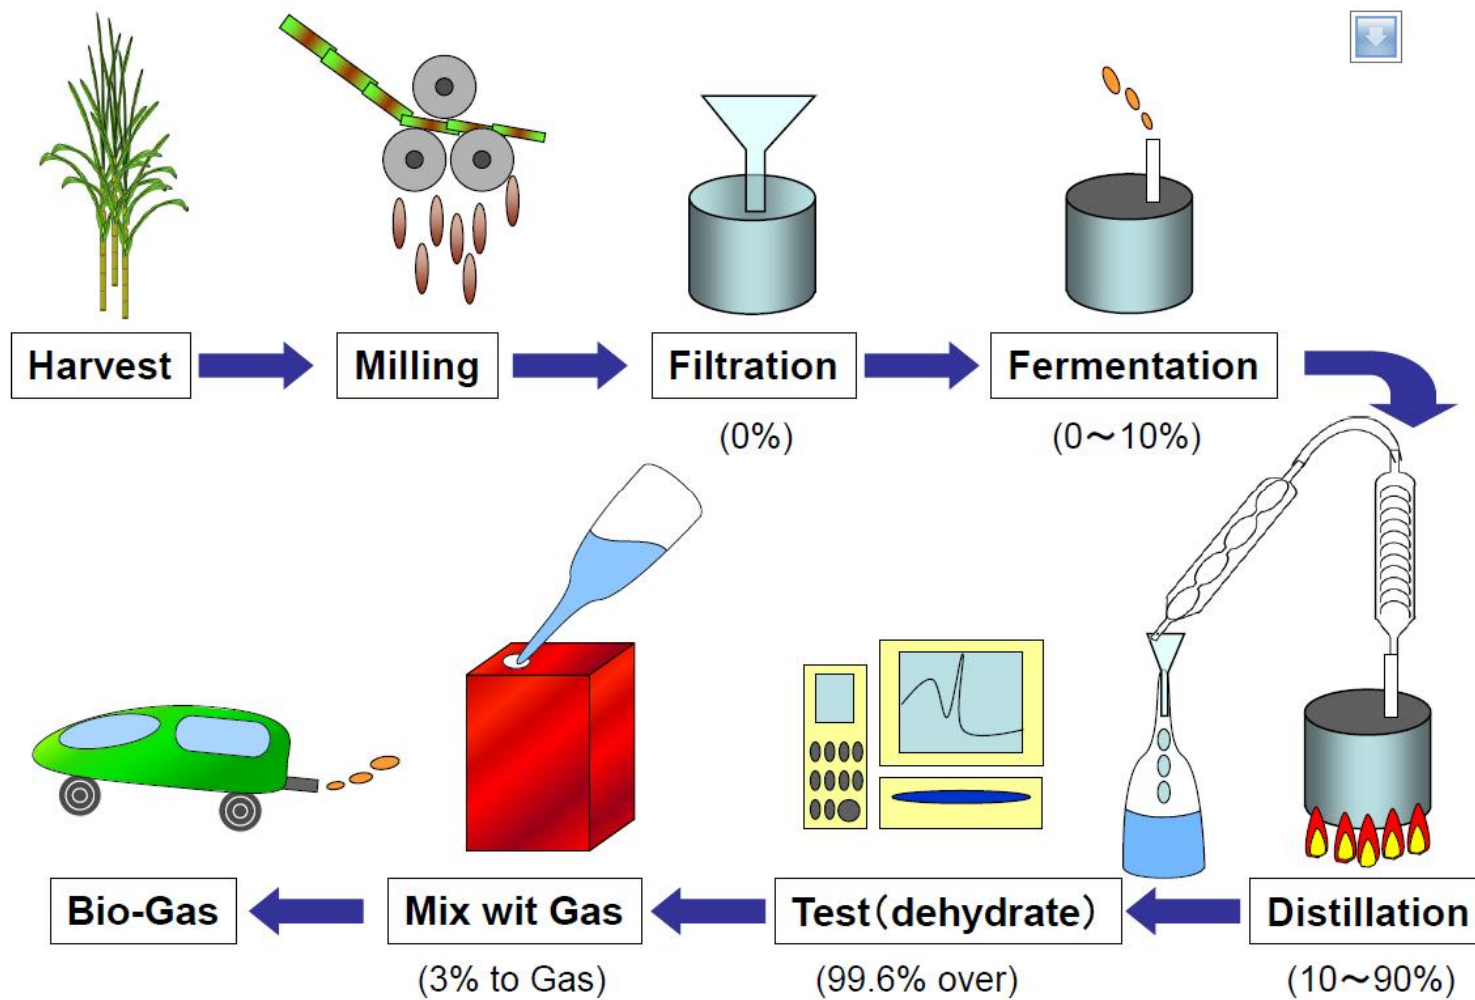 Harvest
Milling
Filtration
Fermentation
(0%)
(0～10%)
Bio-Gas
Mix wit Gas
Test（dehydrate）
Distillation
(3% to Gas)
(99.6% over)
(10～90%)